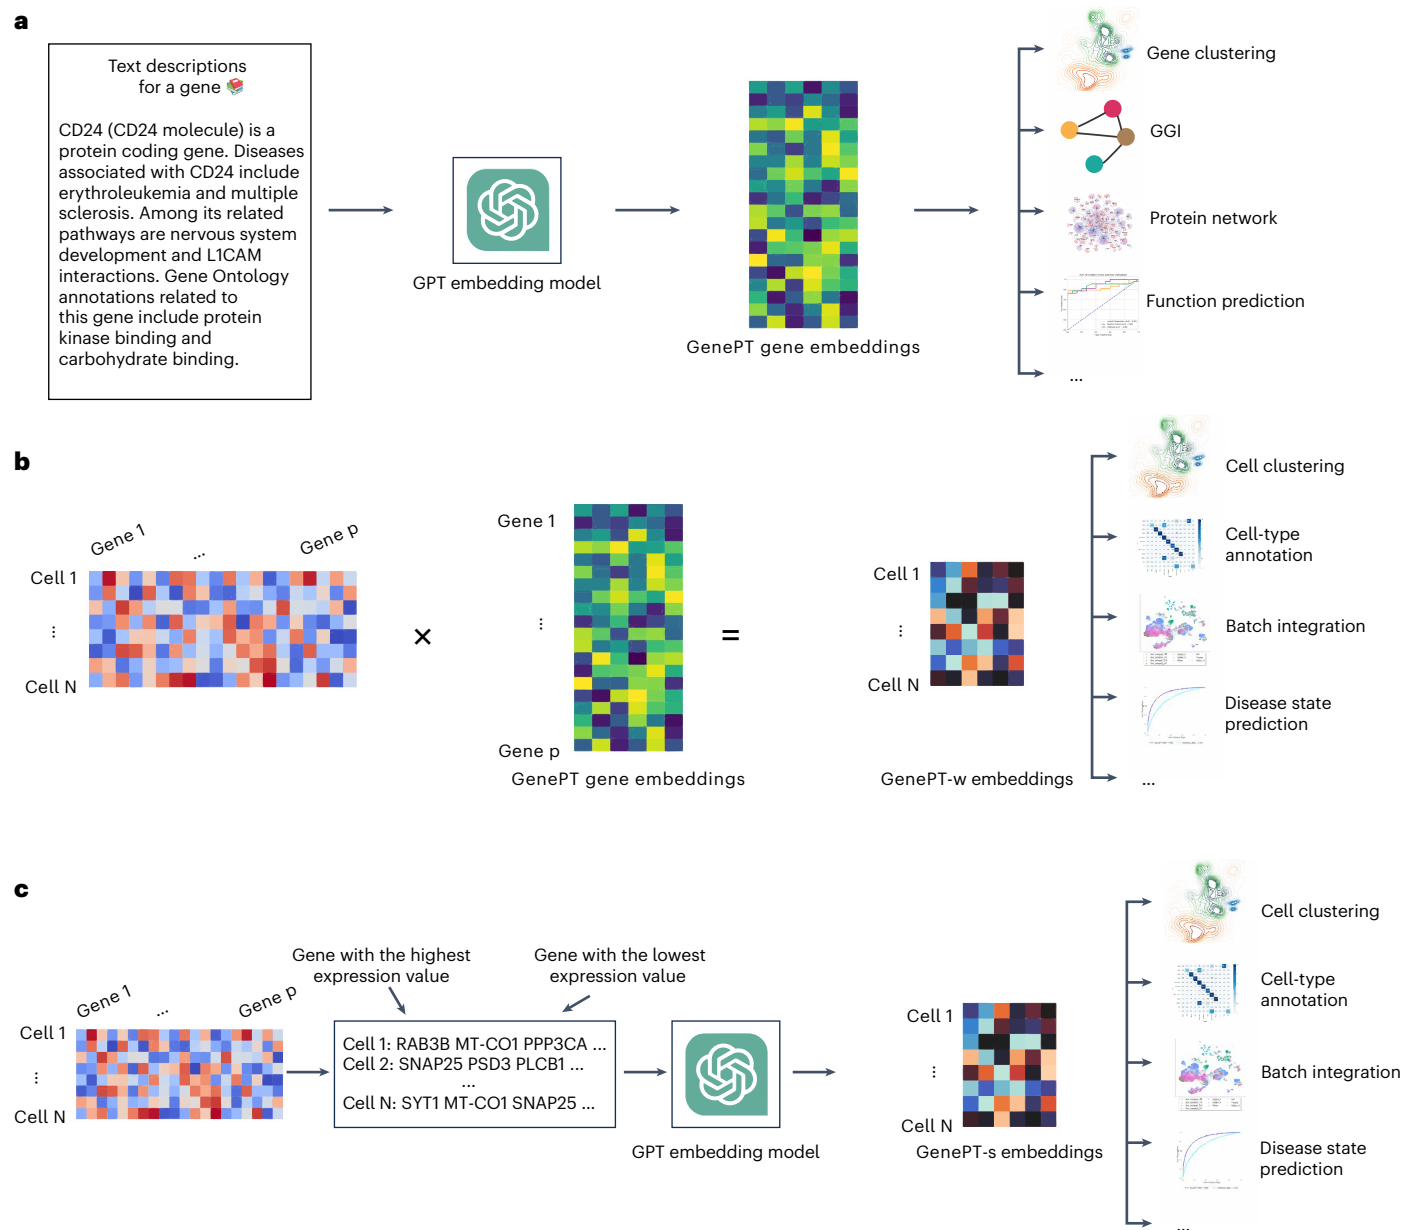 a
Text descriptions
for a gene
CD24 (CD24 molecule) is a
protein coding gene. Diseases
associated with CD24 include
erythroleukemia and multiple
sclerosis. Among its related
pathways are nervous system
development and L1CAM
interactions. Gene Ontology
annotations related to
this gene include protein
kinase binding and
carbohydrate binding.
GPT embedding model
GenePT gene embeddings
Gene clustering
GGI
Protein network
Function prediction
...
b
Gene 1
...
Gene p
Cell 1
...
Cell N
×
Gene 1
...
Gene p
GenePT gene embeddings
=
Cell 1
...
Cell N
GenePT-w embeddings
Cell clustering
Cell-type
annotation
Batch integration
Disease state
prediction
...
c
Gene 1
...
Gene p
Cell 1
...
Cell N
Gene with the highest
expression value
Gene with the lowest
expression value
Cell 1: RAB3B MT-CO1 PPP3CA ...
Cell 2: SNAP25 PSD3 PLCB1 ...
...
Cell N: SYT1 MT-CO1 SNAP25 ...
GPT embedding model
Cell 1
...
Cell N
GenePT-s embeddings
Cell clustering
Cell-type
annotation
Batch integration
Disease state
prediction
...